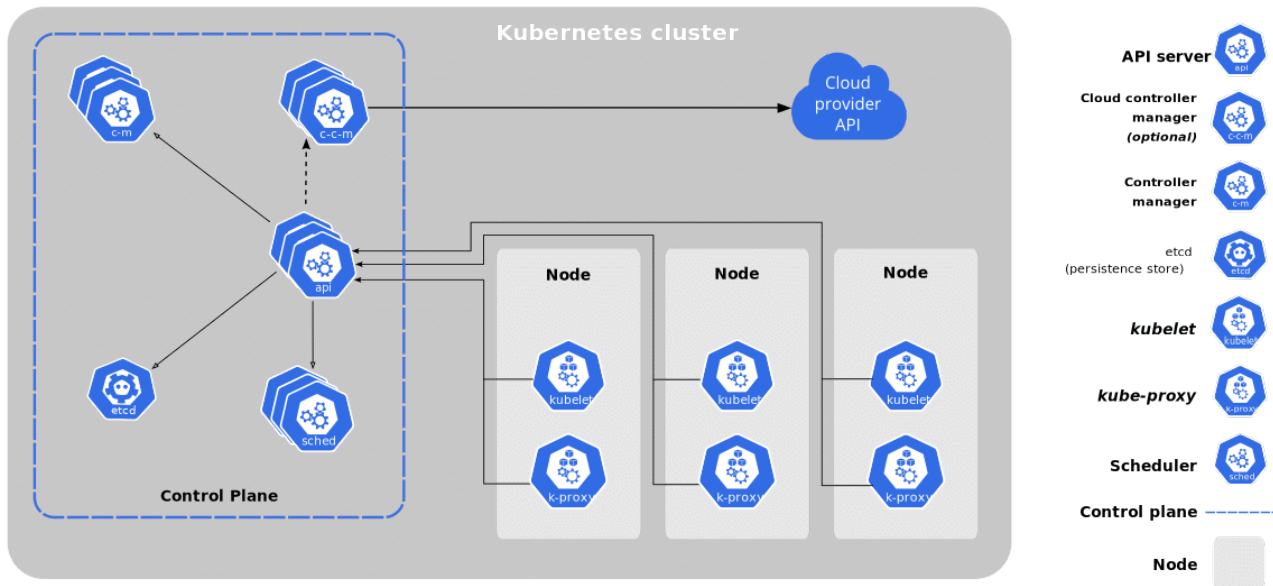 Kubernetes cluster
c-m
c-c-m
Cloud
provider
API
api
etcd
sched
Control Plane
Node
kubelet
k-proxy
Node
kubelet
k-proxy
Node
kubelet
k-proxy
API server
api
Cloud controller
manager
(optional)
c-c-m
Controller
manager
c-m
etcd
(persistence store)
etcd
kubelet
kubelet
kube-proxy
k-proxy
Scheduler
sched
Control plane
Node